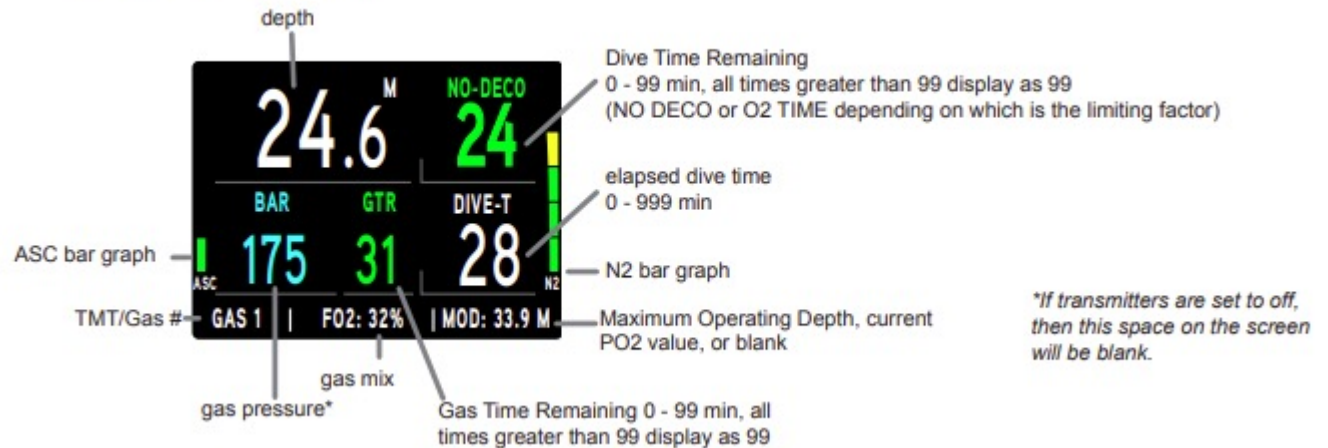 depth
24.6 M
NO-DECO
24
Dive Time Remaining
0 - 99 min, all times greater than 99 display as 99
(NO DECO or O2 TIME depending on which is the limiting factor)
BAR
175
GTR
31
DIVE-T
28
elapsed dive time
0 - 999 min
ASC bar graph
ASC
N2
N2 bar graph
TMT/Gas #
GAS 1 | FO2: 32% | MOD: 33.9 M
Maximum Operating Depth, current
PO2 value, or blank
*If transmitters are set to off,
then this space on the screen
will be blank.
gas mix
gas pressure*
Gas Time Remaining 0 - 99 min, all
times greater than 99 display as 99